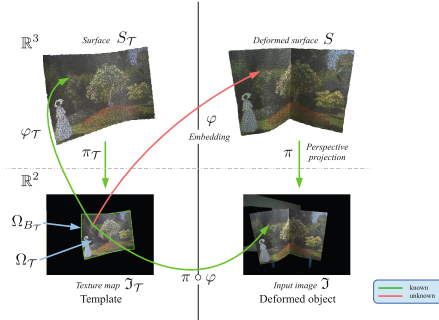 ℝ³
Surface S_𝒯
Deformed surface S
φ_𝒯
φ
Embedding
π_𝒯
π
Perspective
projection
ℝ²
Ω_{B_𝒯}
Ω_𝒯
Texture map ℑ_𝒯
Template
π ∘ φ
Input image ℑ
Deformed object
known
unknown